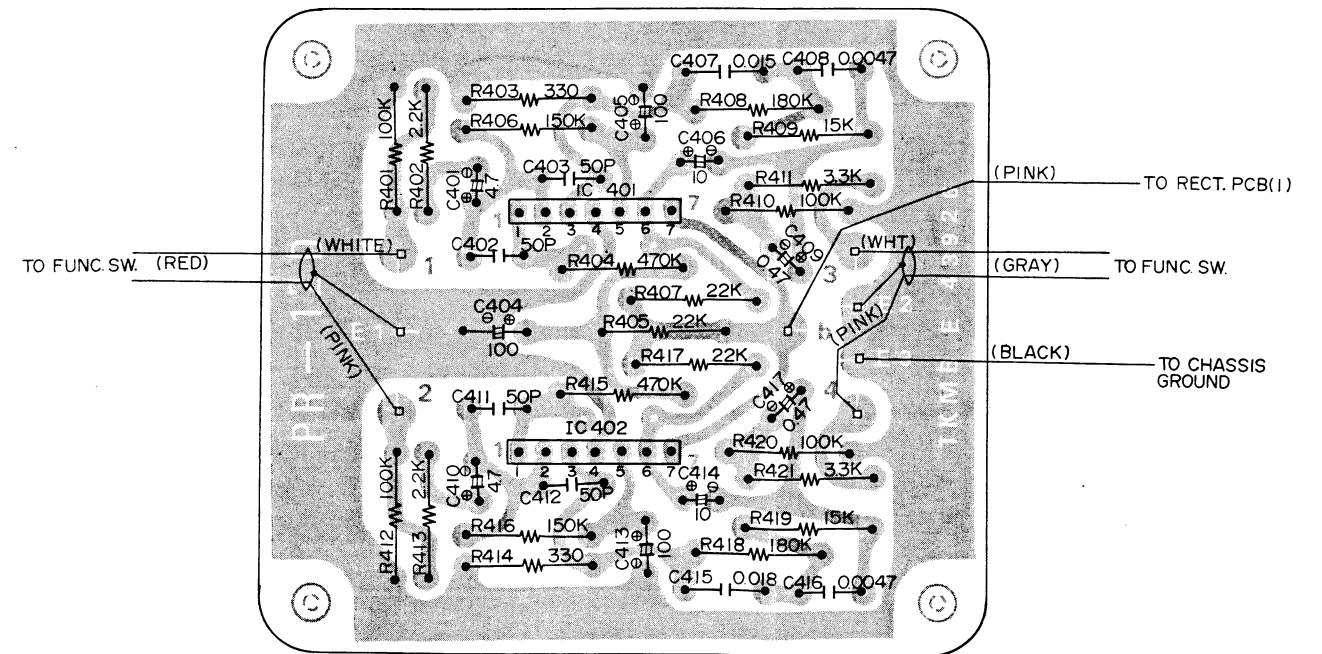 C407 0.015 C408 0.0047
R403 330
R408 180K
C405 100
100K 2.2K
R406 150K
R409 15K
C406
10
C403 50P
R401 R402
C401 4.7
IC 401
R411 3.3K
(PINK)
TO RECT. PCB(1)
R410 100K
1 7
1 2 3 4 5 6 7
(WHITE)
C402 50P
C409
0.47
(WHT)
TO FUNC. SW. (RED)
1
R404 470K
3
(GRAY) TO FUNC. SW.
R407 22K
C404
100
E1
R405 22K
b
E2
(PINK)
(PINK)
R417 22K
(BLACK)
TO CHASSIS
GROUND
2
R415 470K
C417
0.47
4
C411 50P
IC 402
1
1 2 3 4 5 6 7
R420 100K
R421 3.3K
C410 4.7
C414
10
C412 50P
100K 2.2K
R412 R413
R416 150K
R419 15K
C413 100
R414 330
R418 180K
C415 0.018 C416 0.0047